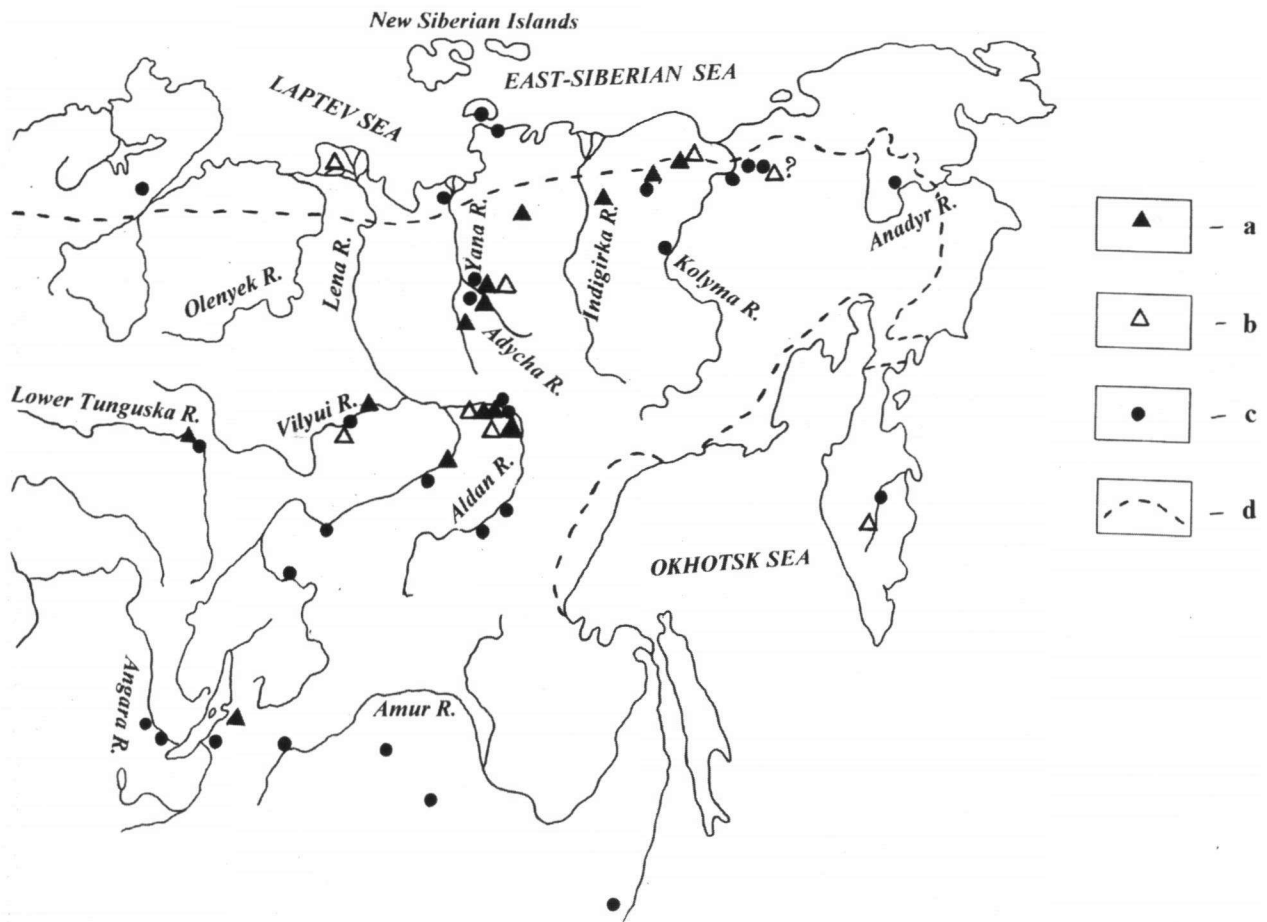 New Siberian Islands
EAST-SIBERIAN SEA
LAPTEV SEA
?
Anadyr R.
Yana R.
Indigirka R.
Kolyma R.
Lena R.
Olenyek R.
Adycha R.
Lower Tunguska R.
Vilyui R.
Aldan R.
OKHOTSK SEA
Angara R.
Amur R.
– a
– b
– c
– d